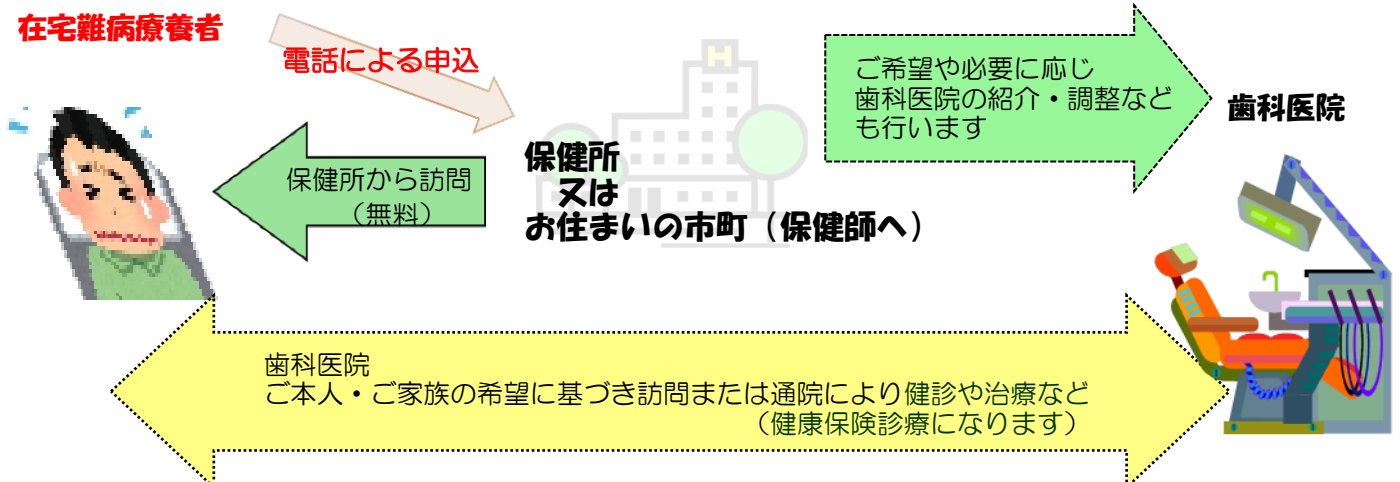 在宅難病療養者
電話による申込
保健所から訪問
（無料）
H
保健所
又は
お住まいの市町（保健師へ）
ご希望や必要に応じ
歯科医院の紹介・調整など
も行います
歯科医院
歯科医院
ご本人・ご家族の希望に基づき訪問または通院により健診や治療など
（健康保険診療になります）